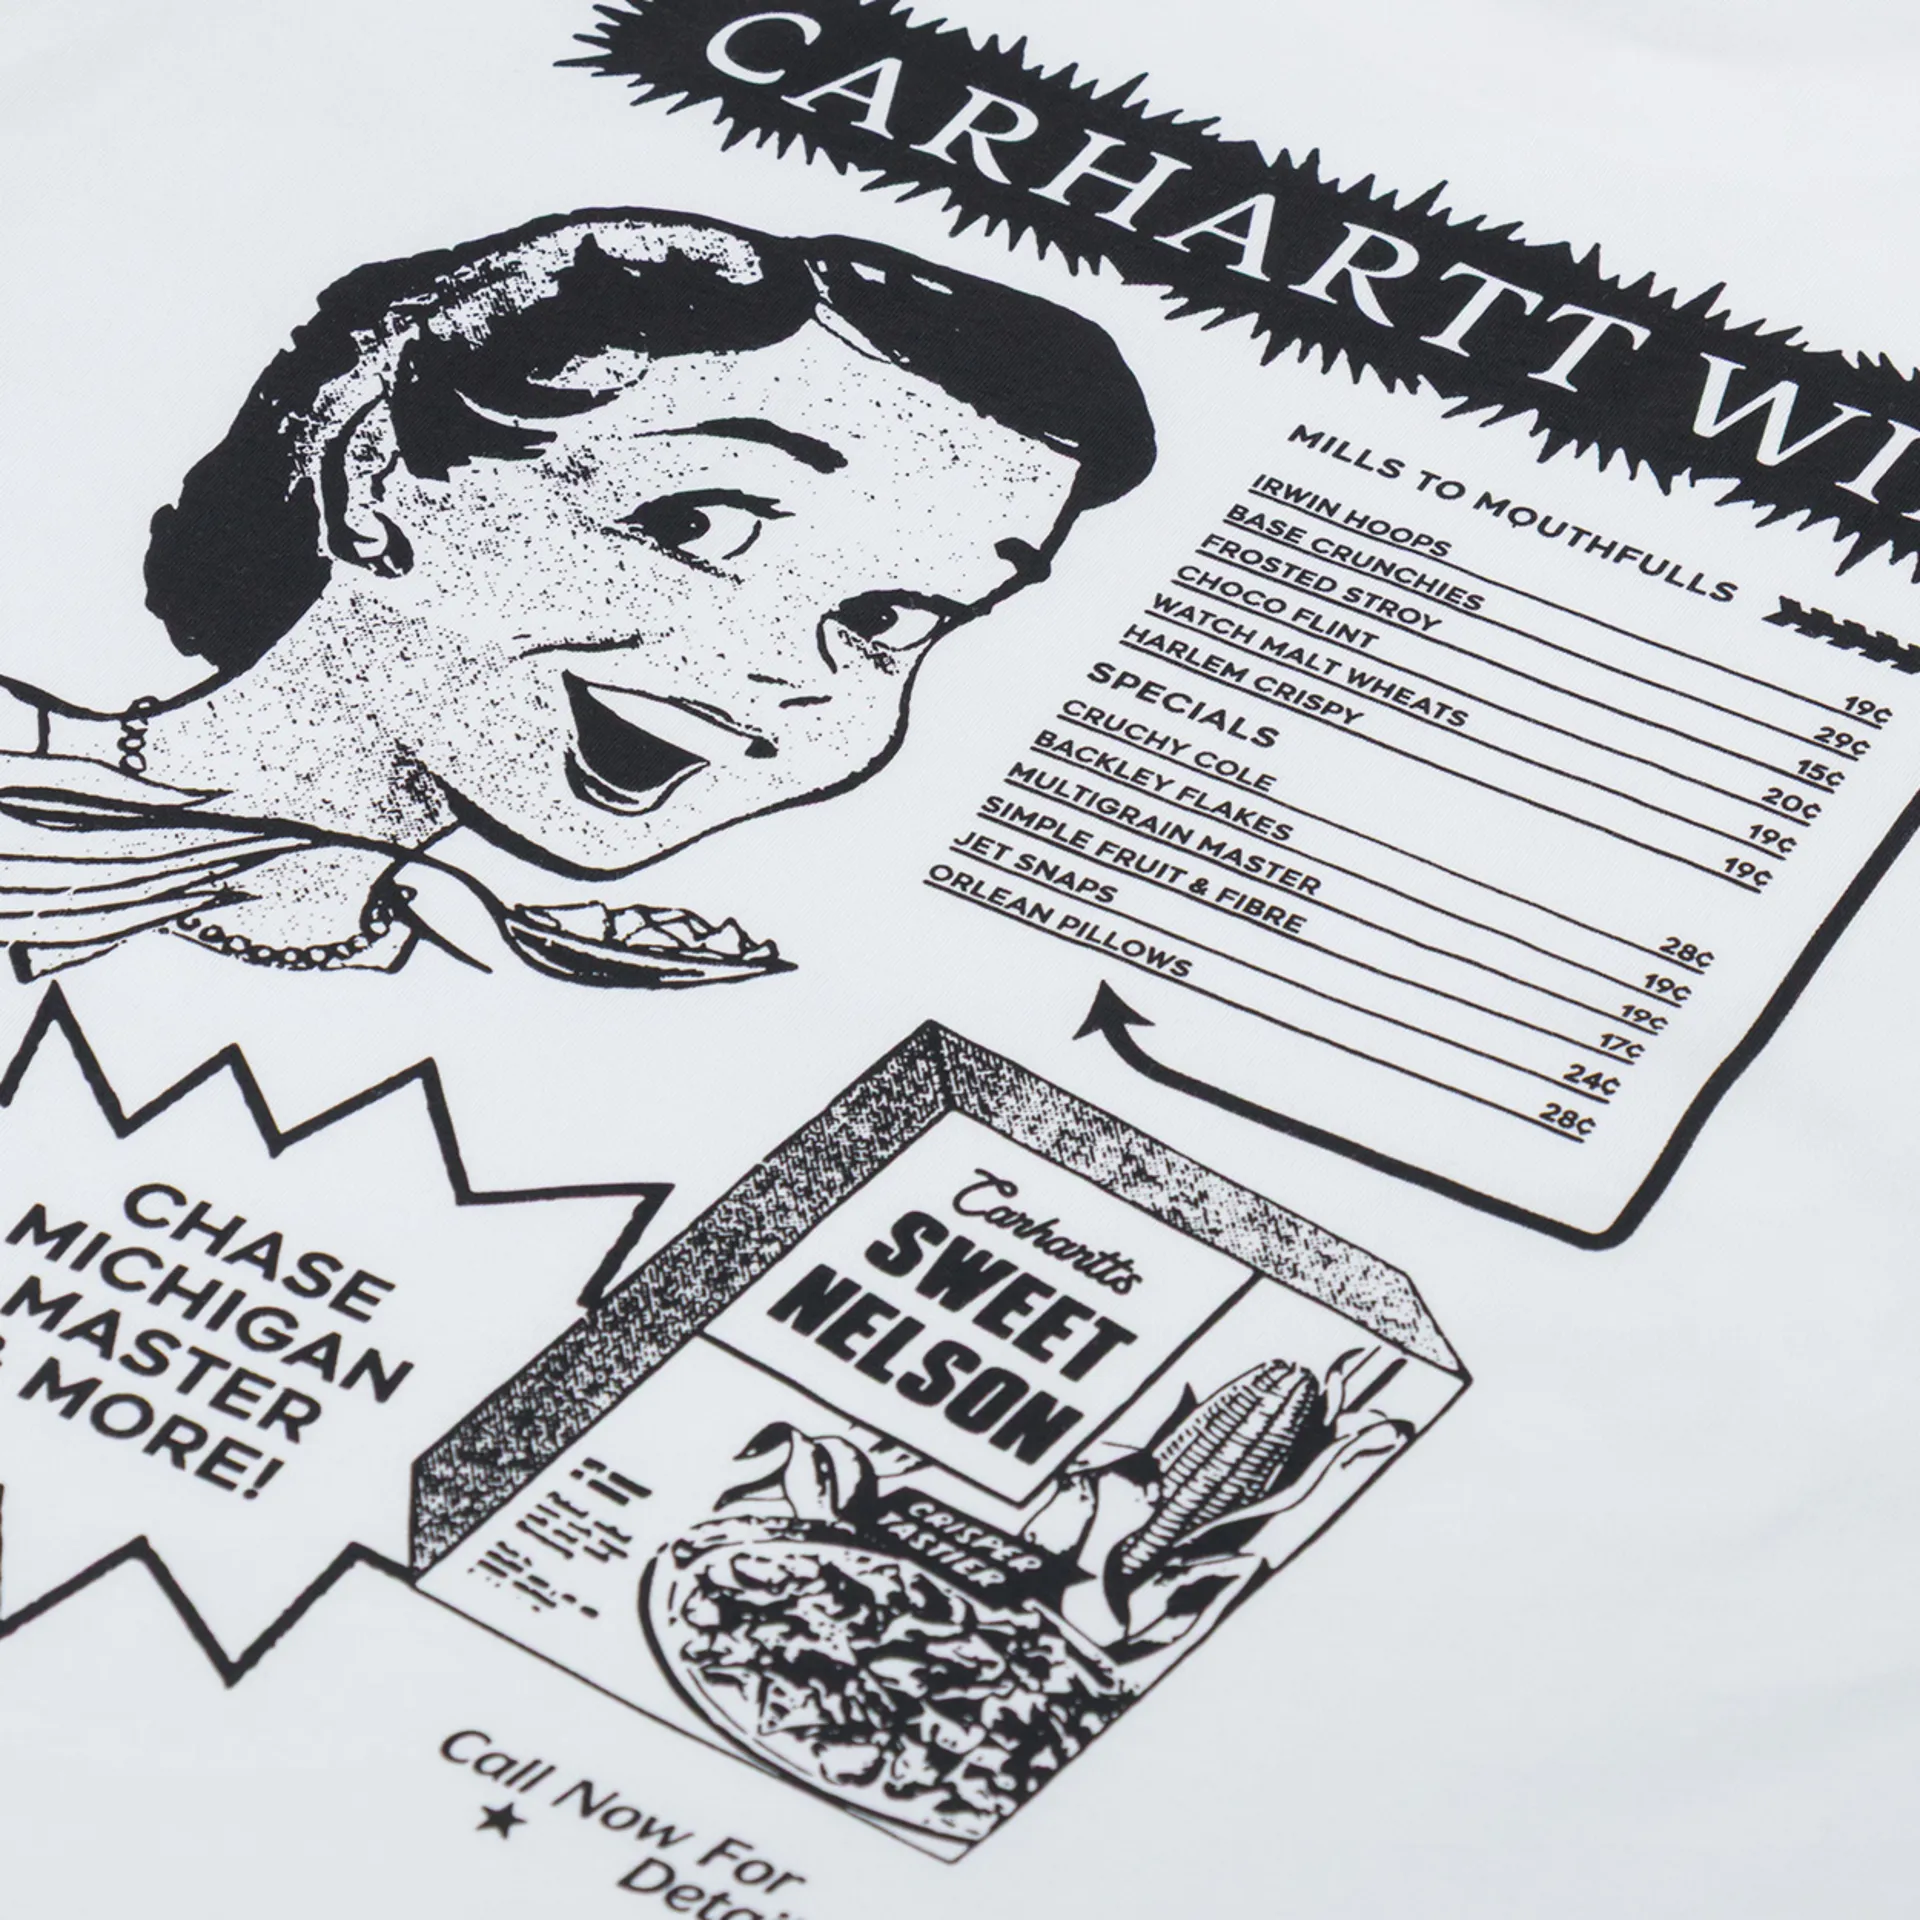 CARHARTT WI
MILLS TO MOUTHFULLS
IRWIN HOOPS 19¢
BASE CRUNCHIES 29¢
FROSTED STROY 15¢
CHOCO FLINT 20¢
WATCH MALT WHEATS 19¢
HARLEM CRISPY 19¢
SPECIALS
CRUCHY COLE 28¢
BACKLEY FLAKES 19¢
MULTIGRAIN MASTER 19¢
SIMPLE FRUIT & FIBRE 17¢
JET SNAPS 24¢
ORLEAN PILLOWS 28¢
CHASE
MICHIGAN
MASTER
& MORE!
Carhartt's
SWEET
NELSON
CRISPER
TASTIER
Call Now For